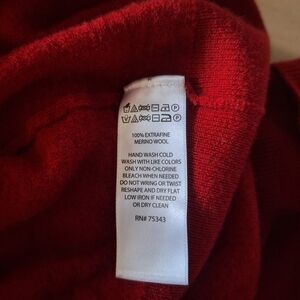 100% EXTRAFINE
MERINO WOOL
HAND WASH COLD
WASH WITH LIKE COLORS
ONLY NON-CHLORINE
BLEACH WHEN NEEDED
DO NOT WRING OR TWIST
RESHAPE AND DRY FLAT
LOW IRON IF NEEDED
OR DRY CLEAN
RN# 75343